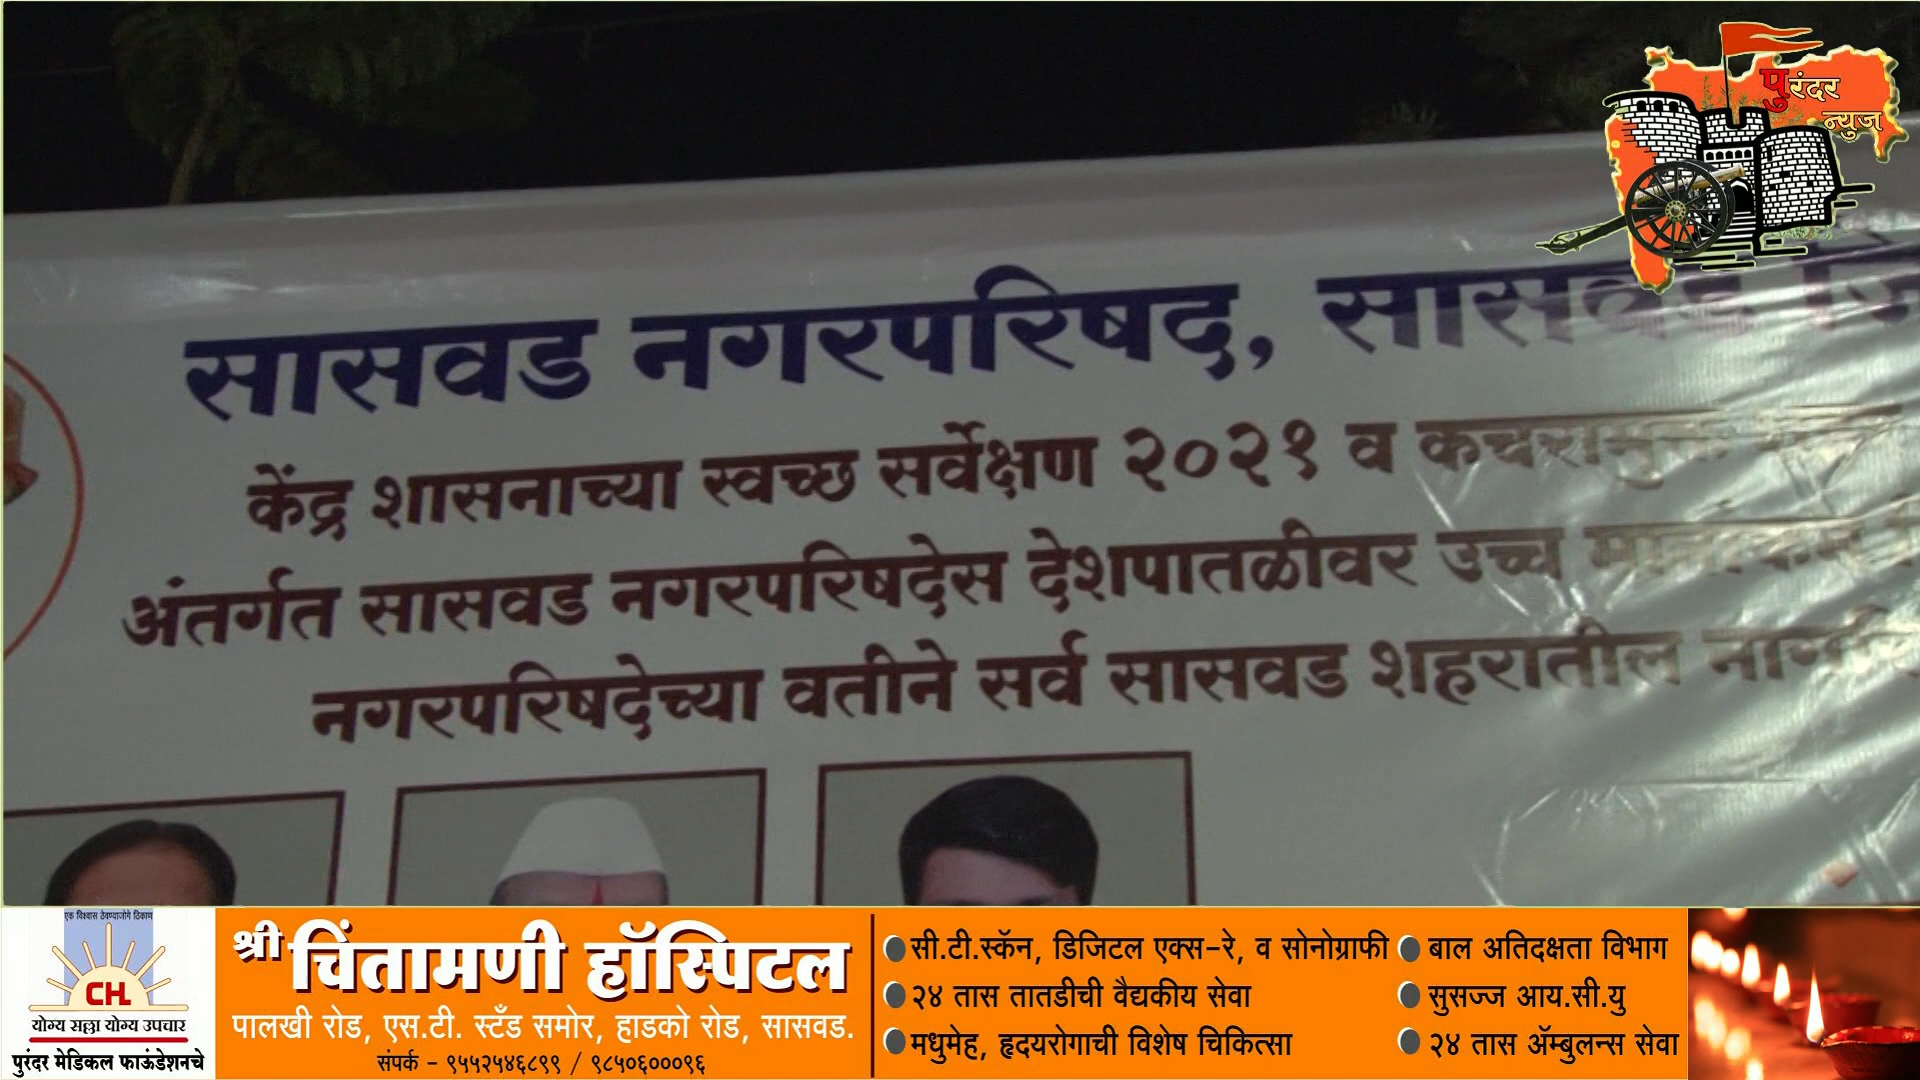 पुरंदर
न्युज
सासवड नगरपरिषद, सासवड
केंद्र शासनाच्या स्वच्छ सर्वेक्षण २०२१ व कचरामुक्त
अंतर्गत सासवड नगरपरिषदेस देशपातळीवर उच्च
नगरपरिषदेच्या वतीने सर्व सासवड शहरातील
एक विश्वास ठेवण्याजोगे ठिकाण
CH.
योग्य सल्ला योग्य उपचार
पुरंदर मेडिकल फाऊंडेशनचे
श्री चिंतामणी हॉस्पिटल
पालखी रोड, एस.टी. स्टँड समोर, हाडको रोड, सासवड.
संपर्क - ९५५२५४६८९९ / ९८५०६०००९६
सी.टी.स्कॅन, डिजिटल एक्स-रे, व सोनोग्राफी
२४ तास तातडीची वैद्यकीय सेवा
मधुमेह, हृदयरोगाची विशेष चिकित्सा
बाल अतिदक्षता विभाग
सुसज्ज आय.सी.यु
२४ तास ॲम्बुलन्स सेवा